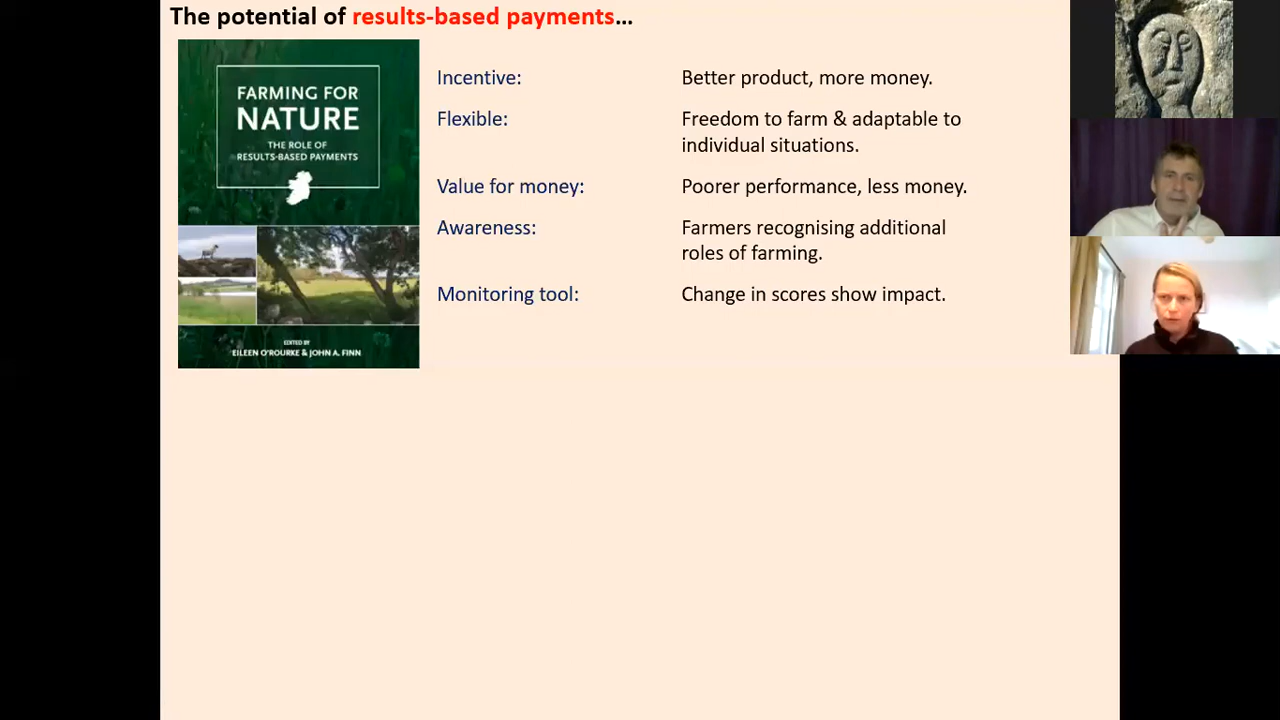 The potential of results-based payments...
FARMING FOR
NATURE
THE ROLE OF
RESULTS-BASED PAYMENTS
EDITED BY
EILEEN O'ROURKE & JOHN A. FINN
Incentive: Better product, more money.
Flexible: Freedom to farm & adaptable to
individual situations.
Value for money: Poorer performance, less money.
Awareness: Farmers recognising additional
roles of farming.
Monitoring tool: Change in scores show impact.